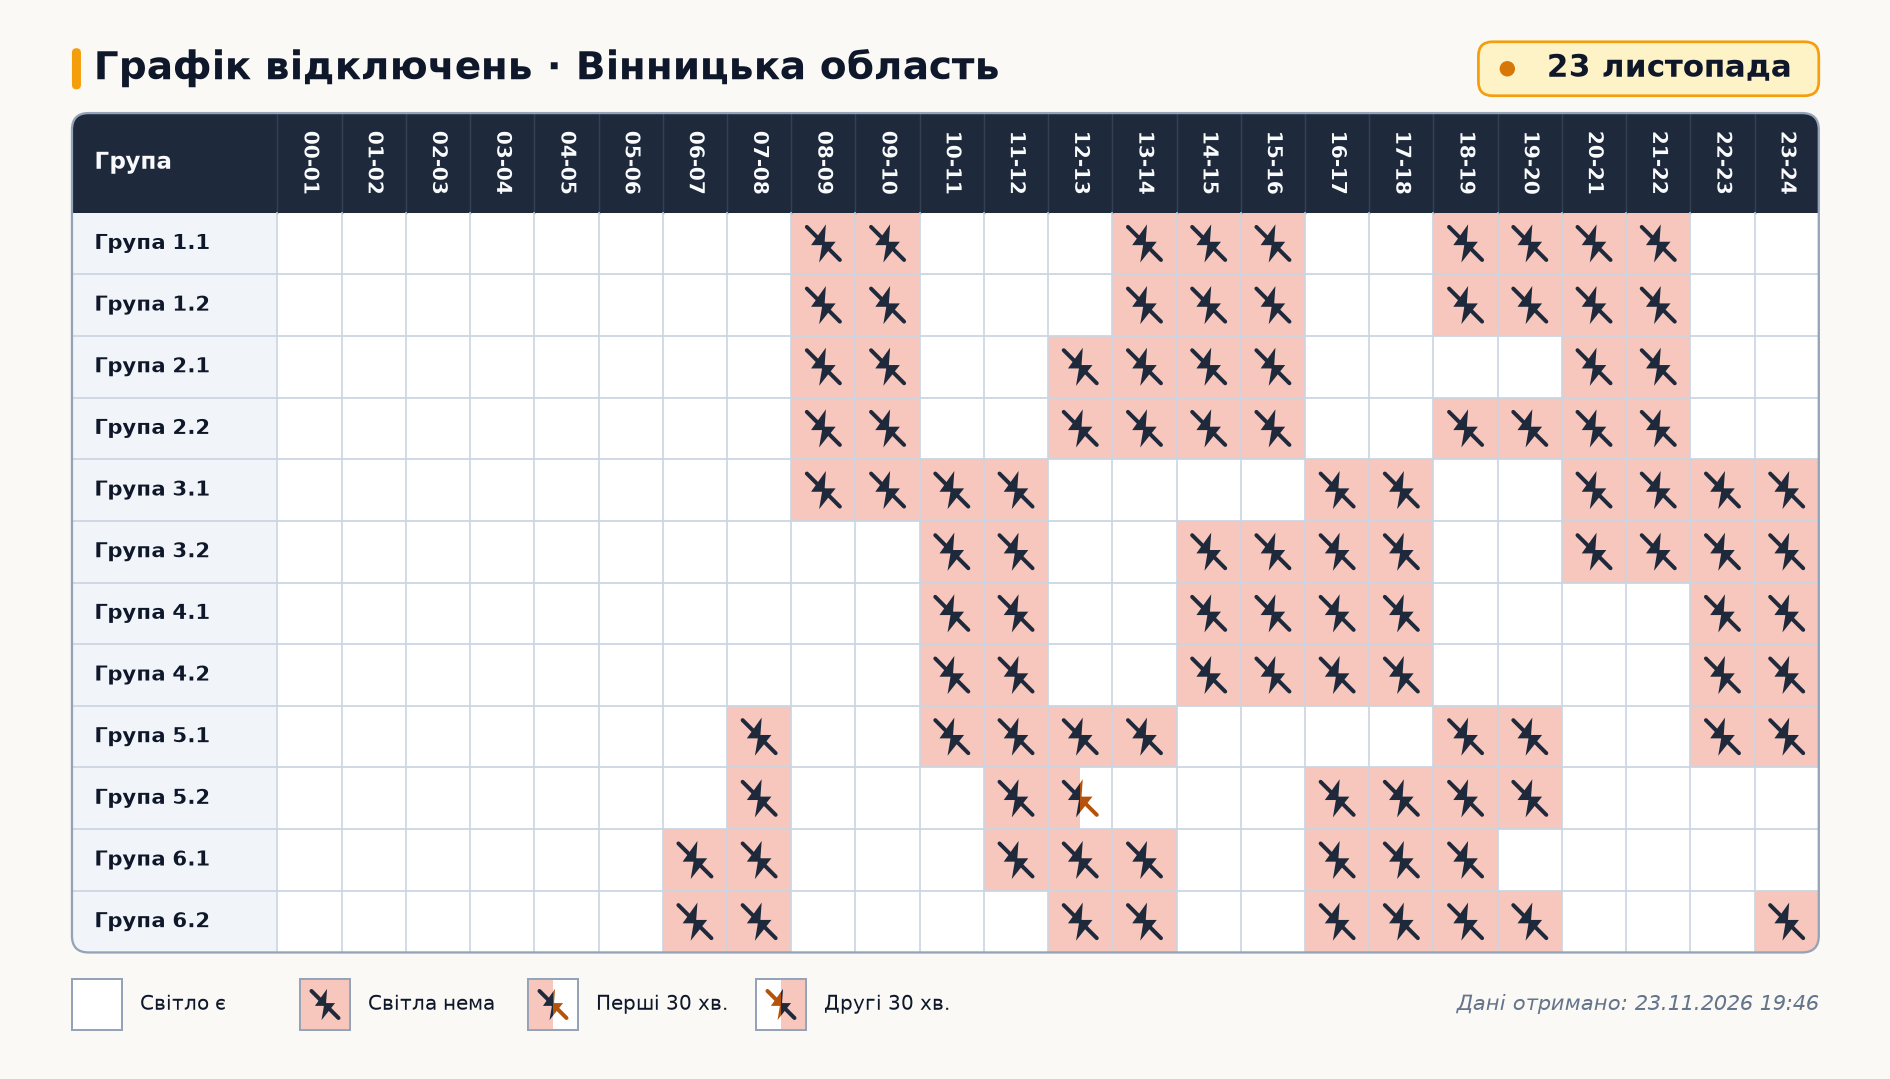 Графік відключень · Вінницька область
23 листопада
Група 00-01 01-02 02-03 03-04 04-05 05-06 06-07 07-08 08-09 09-10 10-11 11-12 12-13 13-14 14-15 15-16 16-17 17-18 18-19 19-20 20-21 21-22 22-23 23-24
Група 1.1
Група 1.2
Група 2.1
Група 2.2
Група 3.1
Група 3.2
Група 4.1
Група 4.2
Група 5.1
Група 5.2
Група 6.1
Група 6.2
Світло є Світла нема Перші 30 хв. Другі 30 хв.
Дані отримано: 23.11.2026 19:46